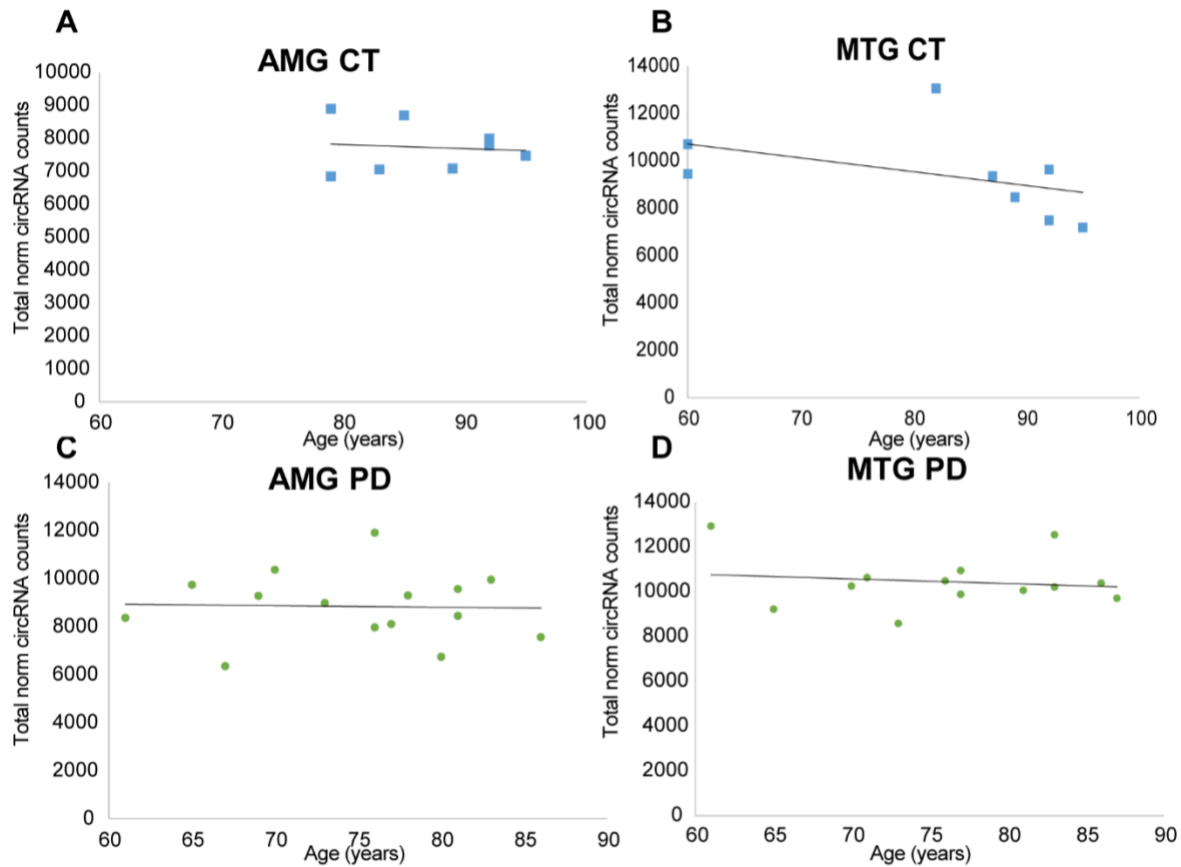 A
AMG CT
Total norm circRNA counts
10000
9000
8000
7000
6000
5000
4000
3000
2000
1000
0
60 70 80 90 100
Age (years)
B
MTG CT
Total norm circRNA counts
14000
12000
10000
8000
6000
4000
2000
0
60 70 80 90 100
Age (years)
C
AMG PD
Total norm circRNA counts
14000
12000
10000
8000
6000
4000
2000
0
60 65 70 75 80 85 90
Age (years)
D
MTG PD
Total norm circRNA counts
14000
12000
10000
8000
6000
4000
2000
0
60 65 70 75 80 85 90
Age (years)